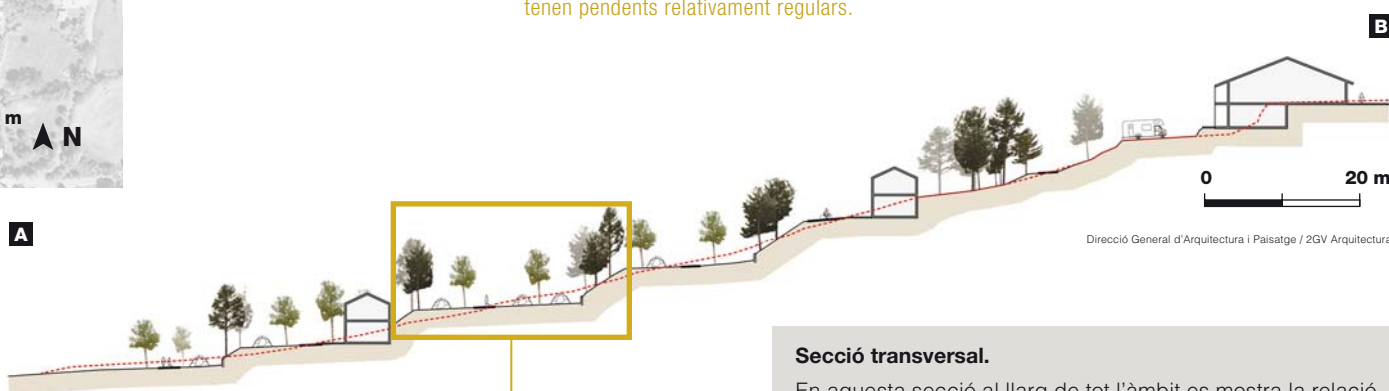 tenen pendents relativament regulars.
B
m
N
0 20 m
A
Direcció General d'Arquitectura i Paisatge / 2GV Arquitectura
Secció transversal.
En aquesta secció al llarg de tot l'àmbit es mostra la relació